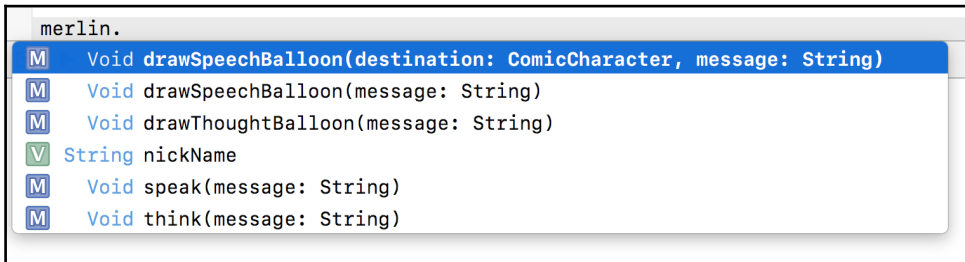 merlin.
M Void drawSpeechBalloon(destination: ComicCharacter, message: String)
M Void drawSpeechBalloon(message: String)
M Void drawThoughtBalloon(message: String)
V String nickName
M Void speak(message: String)
M Void think(message: String)